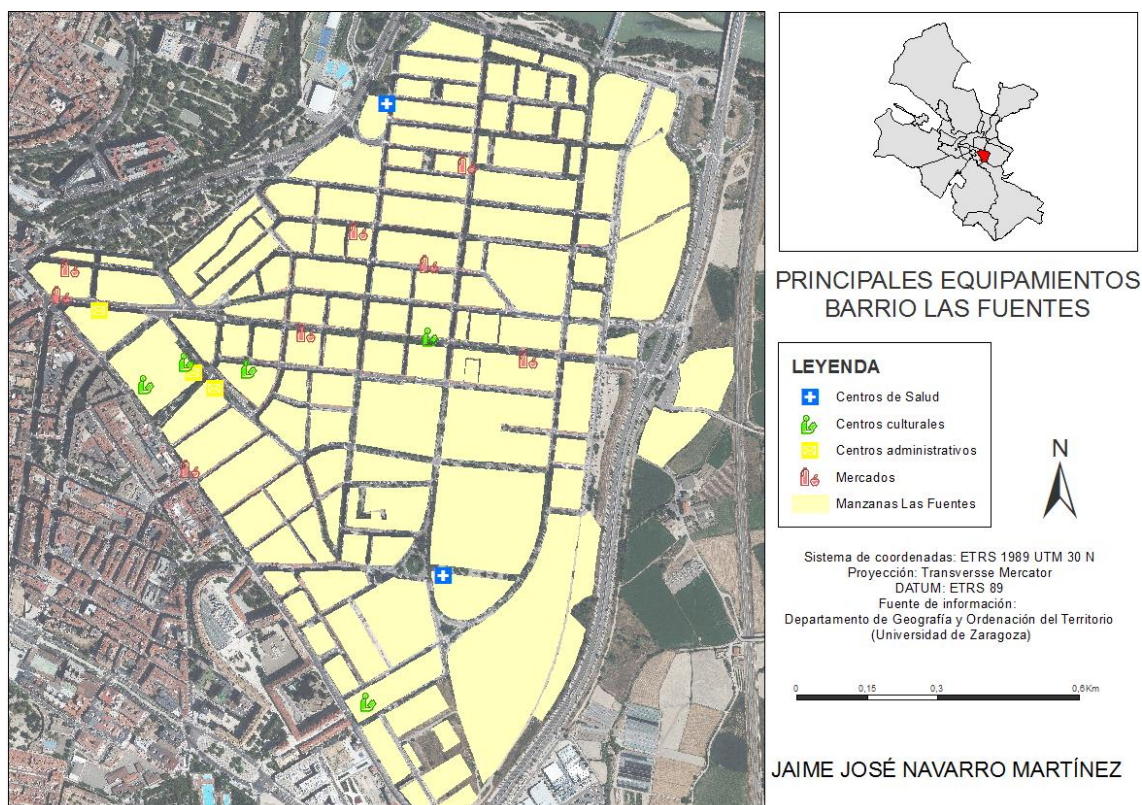 PRINCIPALES EQUIPAMIENTOS
BARRIO LAS FUENTES
LEYENDA
Centros de Salud
Centros culturales
Centros administrativos
Mercados
Manzanas Las Fuentes
N
Sistema de coordenadas: ETRS 1989 UTM 30 N
Proyección: Transversse Mercator
DATUM: ETRS 89
Fuente de información:
Departamento de Geografía y Ordenación del Territorio
(Universidad de Zaragoza)
0 0,15 0,3 0,6Km
JAIME JOSÉ NAVARRO MARTÍNEZ